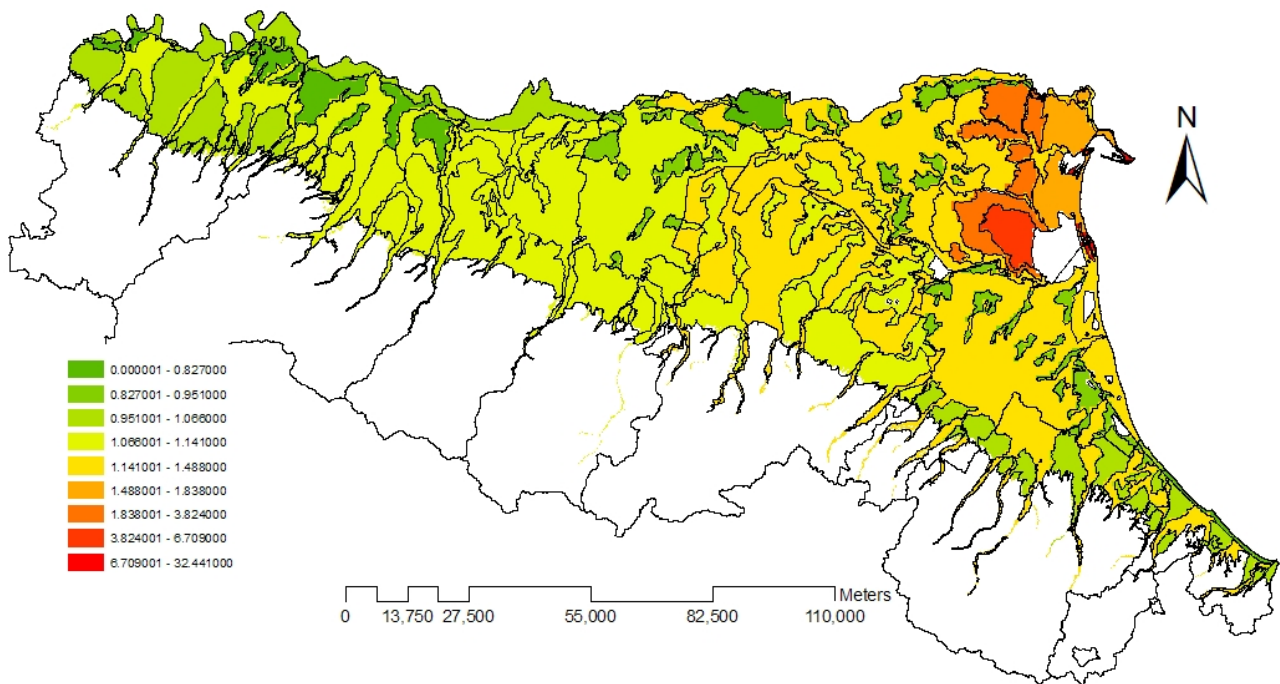 N
0.000001 - 0.827000
0.827001 - 0.951000
0.951001 - 1.066000
1.066001 - 1.141000
1.141001 - 1.488000
1.488001 - 1.838000
1.838001 - 3.824000
3.824001 - 6.709000
6.709001 - 32.441000
Meters
0 13,750 27,500 55,000 82,500 110,000